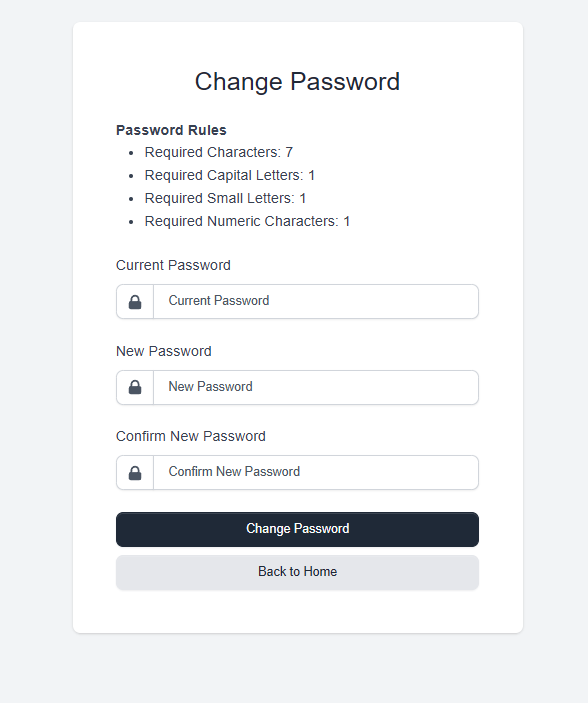 Change Password
Password Rules
Required Characters: 7
Required Capital Letters: 1
Required Small Letters: 1
Required Numeric Characters: 1
Current Password
Current Password
New Password
New Password
Confirm New Password
Confirm New Password
Change Password
Back to Home